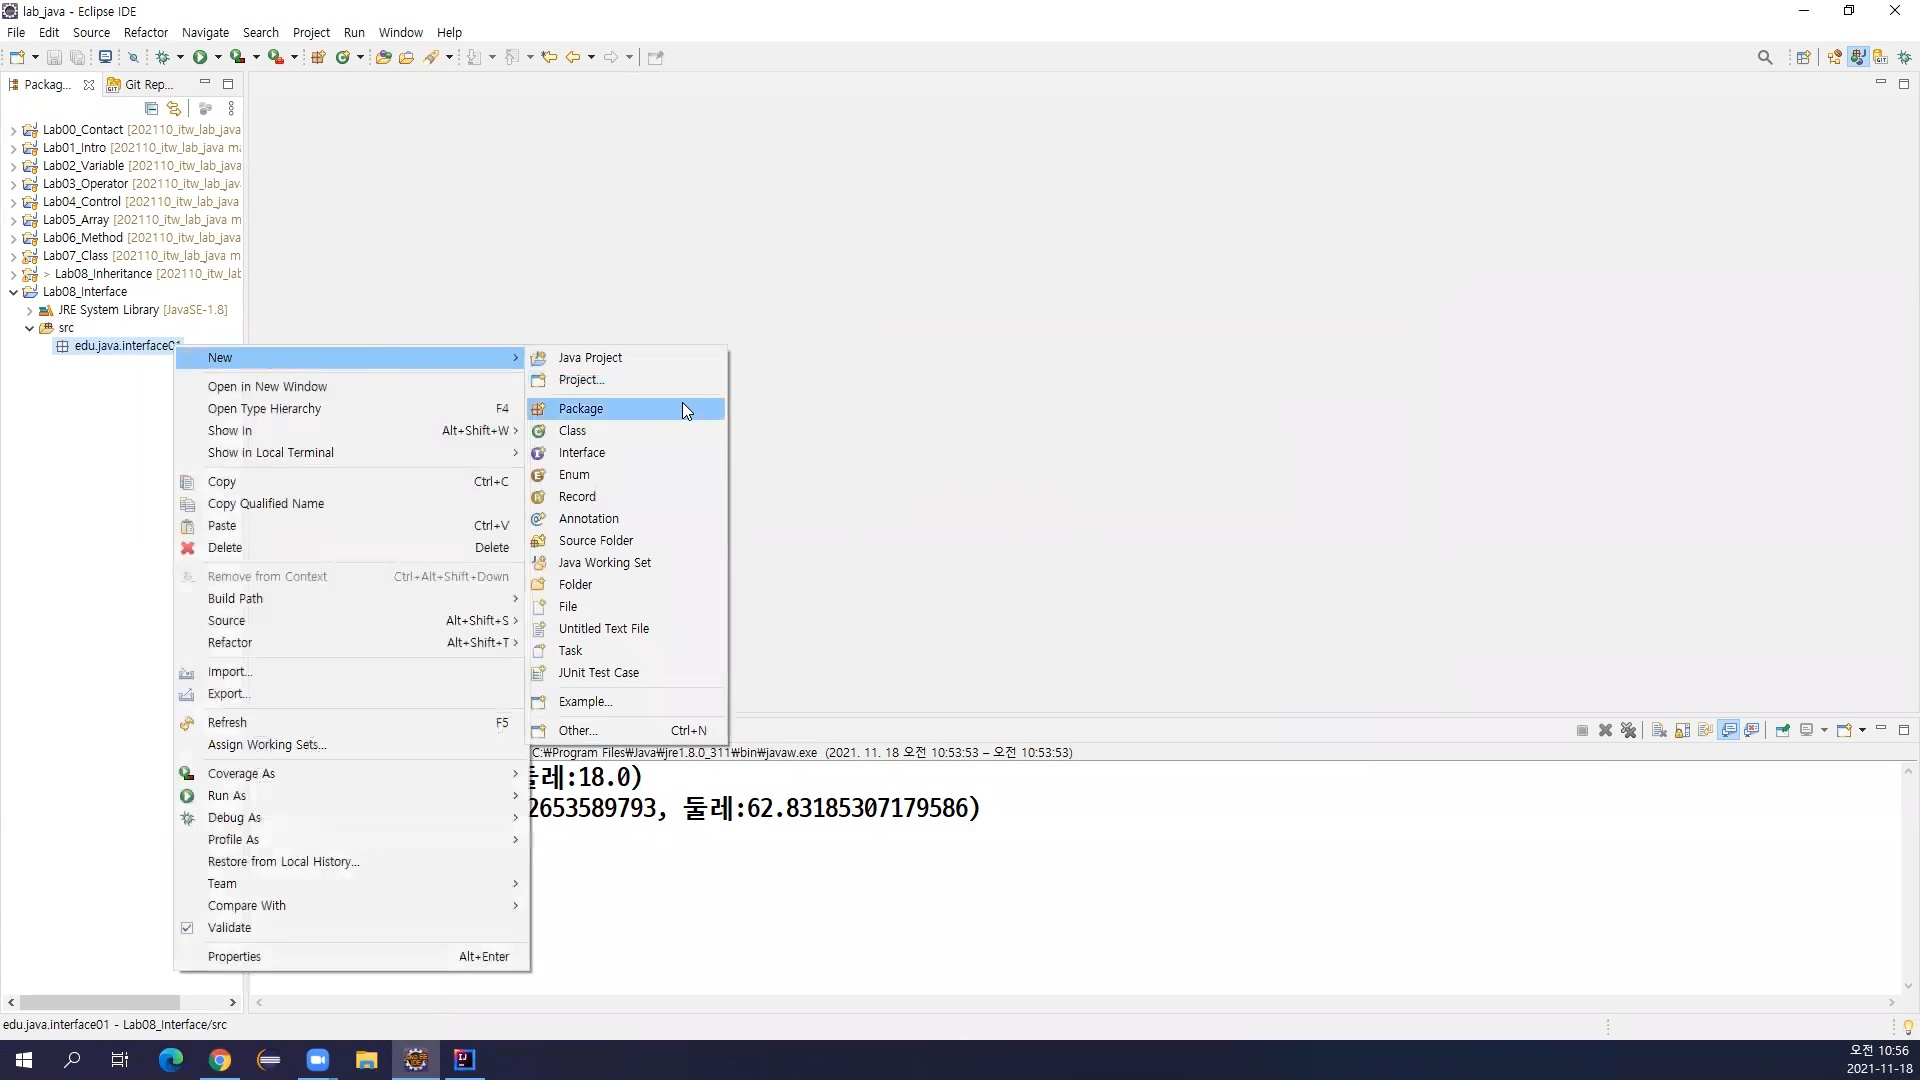 lab_java - Eclipse IDE
File Edit Source Refactor Navigate Search Project Run Window Help
Packag... Git Rep...
Lab00_Contact [202110_itw_lab_java
Lab01_Intro [202110_itw_lab_java ma
Lab02_Variable [202110_itw_lab_java
Lab03_Operator [202110_itw_lab_jav
Lab04_Control [202110_itw_lab_java
Lab05_Array [202110_itw_lab_java m
Lab06_Method [202110_itw_lab_java
Lab07_Class [202110_itw_lab_java m
> Lab08_Inheritance [202110_itw_lab
Lab08_Interface
JRE System Library [JavaSE-1.8]
src
edu.java.interface01
New
Open in New Window
Open Type Hierarchy F4
Show In Alt+Shift+W
Show in Local Terminal
Copy Ctrl+C
Copy Qualified Name
Paste Ctrl+V
Delete Delete
Remove from Context Ctrl+Alt+Shift+Down
Build Path
Source Alt+Shift+S
Refactor Alt+Shift+T
Import...
Export...
Refresh F5
Assign Working Sets...
Coverage As
Run As
Debug As
Profile As
Restore from Local History...
Team
Compare With
Validate
Properties Alt+Enter
Java Project
Project...
Package
Class
Interface
Enum
Record
Annotation
Source Folder
Java Working Set
Folder
File
Untitled Text File
Task
JUnit Test Case
Example...
Other... Ctrl+N
C:₩Program Files₩Java₩jre1.8.0_311₩bin₩javaw.exe (2021. 11. 18 오전 10:53:53 – 오전 10:53:53)
둘레:18.0)
2653589793, 둘레:62.83185307179586)
edu.java.interface01 - Lab08_Interface/src
오전 10:56
2021-11-18